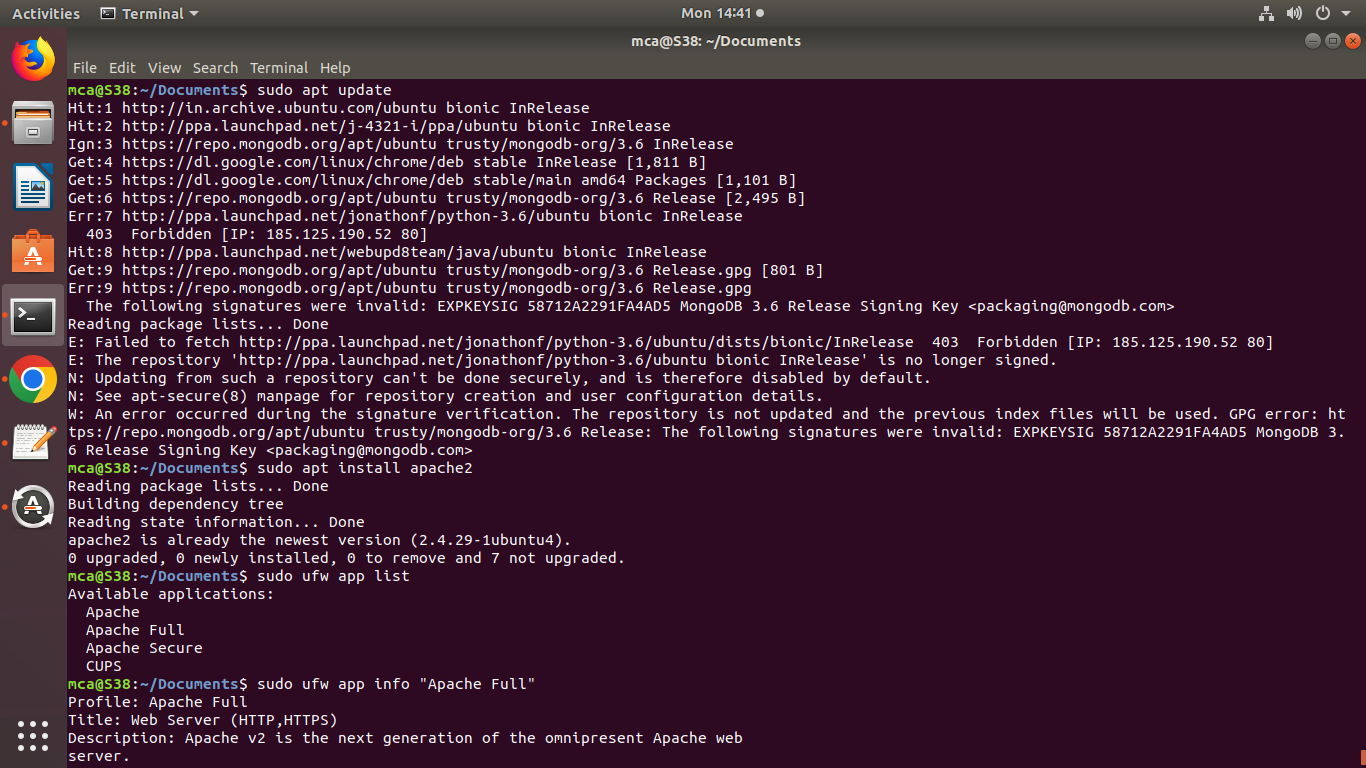 Activities Terminal Mon 14:41
mca@S38: ~/Documents
File Edit View Search Terminal Help
mca@S38:~/Documents$ sudo apt update
Hit:1 http://in.archive.ubuntu.com/ubuntu bionic InRelease
Hit:2 http://ppa.launchpad.net/j-4321-i/ppa/ubuntu bionic InRelease
Ign:3 https://repo.mongodb.org/apt/ubuntu trusty/mongodb-org/3.6 InRelease
Get:4 https://dl.google.com/linux/chrome/deb stable InRelease [1,811 B]
Get:5 https://dl.google.com/linux/chrome/deb stable/main amd64 Packages [1,101 B]
Get:6 https://repo.mongodb.org/apt/ubuntu trusty/mongodb-org/3.6 Release [2,495 B]
Err:7 http://ppa.launchpad.net/jonathonf/python-3.6/ubuntu bionic InRelease
  403  Forbidden [IP: 185.125.190.52 80]
Hit:8 http://ppa.launchpad.net/webupd8team/java/ubuntu bionic InRelease
Get:9 https://repo.mongodb.org/apt/ubuntu trusty/mongodb-org/3.6 Release.gpg [801 B]
Err:9 https://repo.mongodb.org/apt/ubuntu trusty/mongodb-org/3.6 Release.gpg
  The following signatures were invalid: EXPKEYSIG 58712A2291FA4AD5 MongoDB 3.6 Release Signing Key <packaging@mongodb.com>
Reading package lists... Done
E: Failed to fetch http://ppa.launchpad.net/jonathonf/python-3.6/ubuntu/dists/bionic/InRelease  403  Forbidden [IP: 185.125.190.52 80]
E: The repository 'http://ppa.launchpad.net/jonathonf/python-3.6/ubuntu bionic InRelease' is no longer signed.
N: Updating from such a repository can't be done securely, and is therefore disabled by default.
N: See apt-secure(8) manpage for repository creation and user configuration details.
W: An error occurred during the signature verification. The repository is not updated and the previous index files will be used. GPG error: ht
tps://repo.mongodb.org/apt/ubuntu trusty/mongodb-org/3.6 Release: The following signatures were invalid: EXPKEYSIG 58712A2291FA4AD5 MongoDB 3.
6 Release Signing Key <packaging@mongodb.com>
mca@S38:~/Documents$ sudo apt install apache2
Reading package lists... Done
Building dependency tree
Reading state information... Done
apache2 is already the newest version (2.4.29-1ubuntu4).
0 upgraded, 0 newly installed, 0 to remove and 7 not upgraded.
mca@S38:~/Documents$ sudo ufw app list
Available applications:
  Apache
  Apache Full
  Apache Secure
  CUPS
mca@S38:~/Documents$ sudo ufw app info "Apache Full"
Profile: Apache Full
Title: Web Server (HTTP,HTTPS)
Description: Apache v2 is the next generation of the omnipresent Apache web
server.